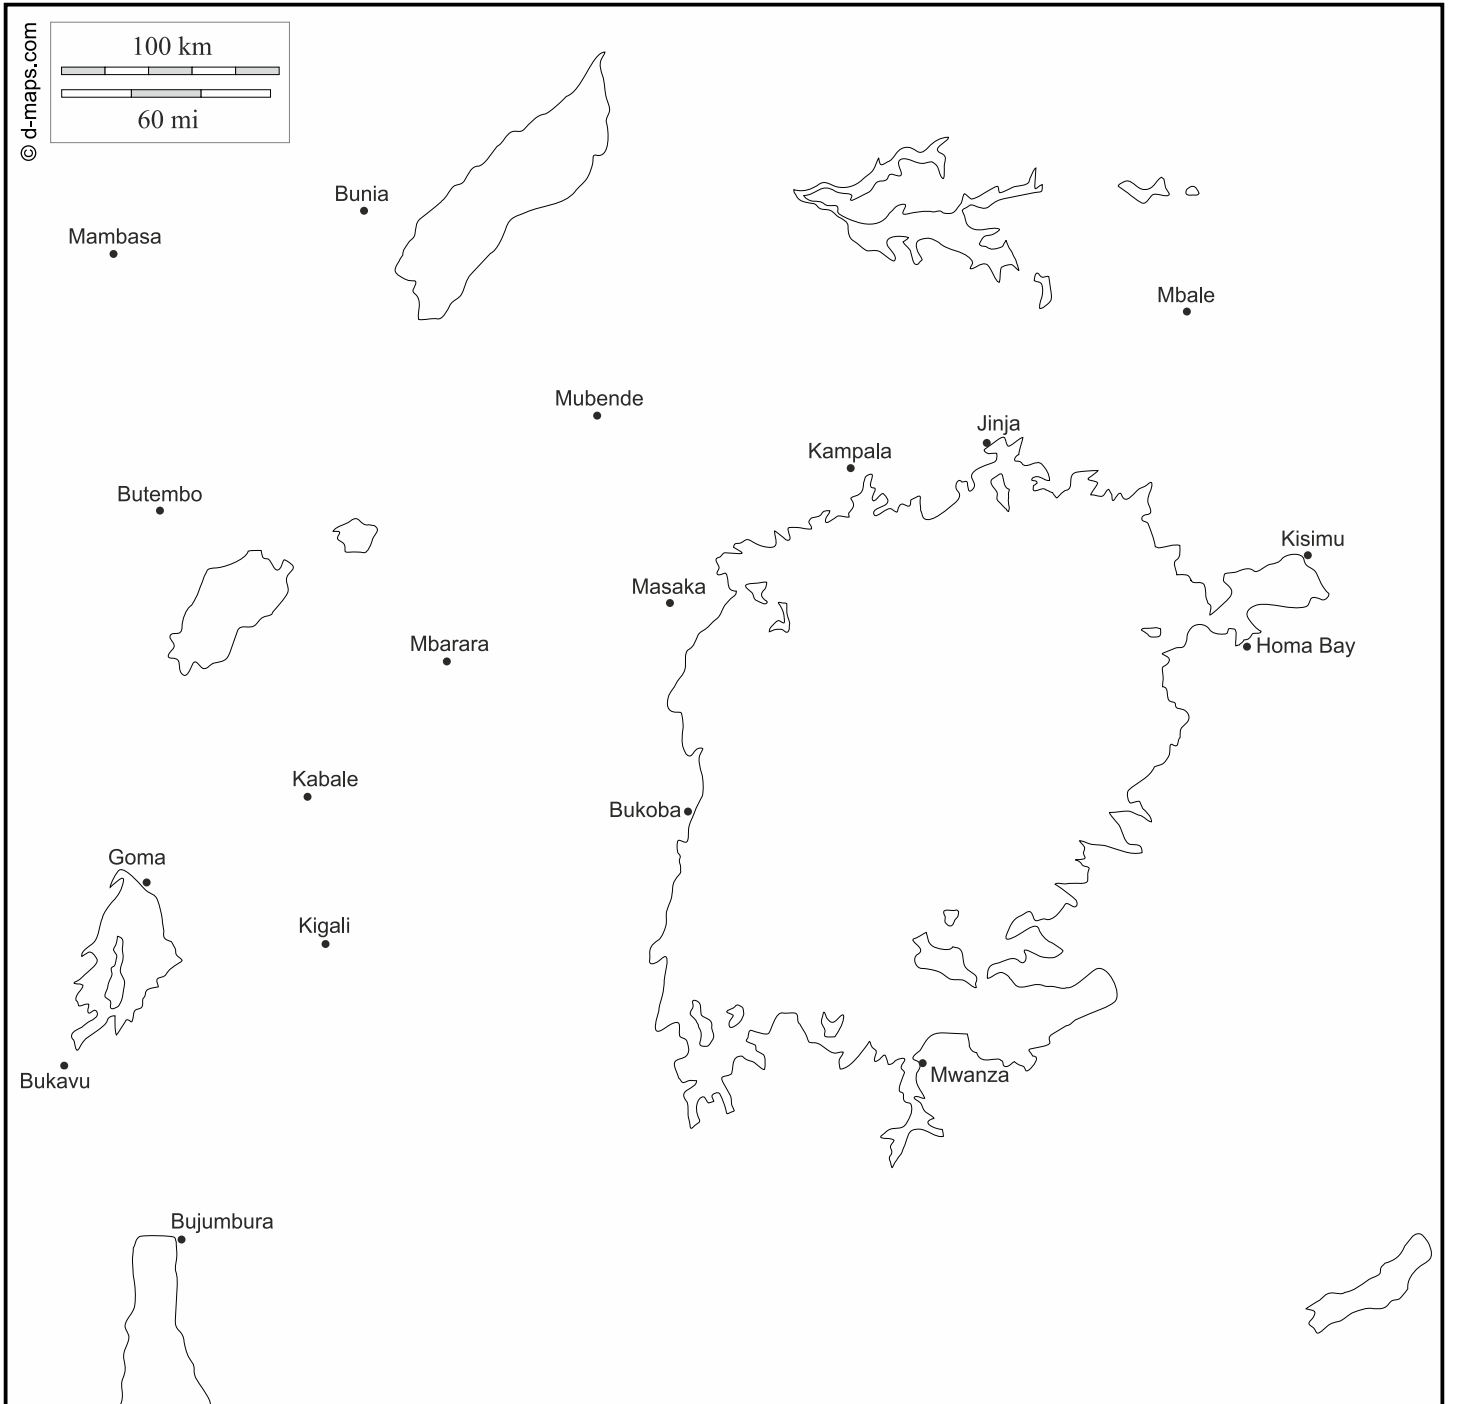 © d-maps.com
100 km
60 mi
Bunia
Mambasa
Mbale
Mubende
Jinja
Kampala
Butembo
Kisimu
Masaka
Mbarara
Homa Bay
Kabale
Bukoba
Goma
Kigali
Mwanza
Bukavu
Bujumbura